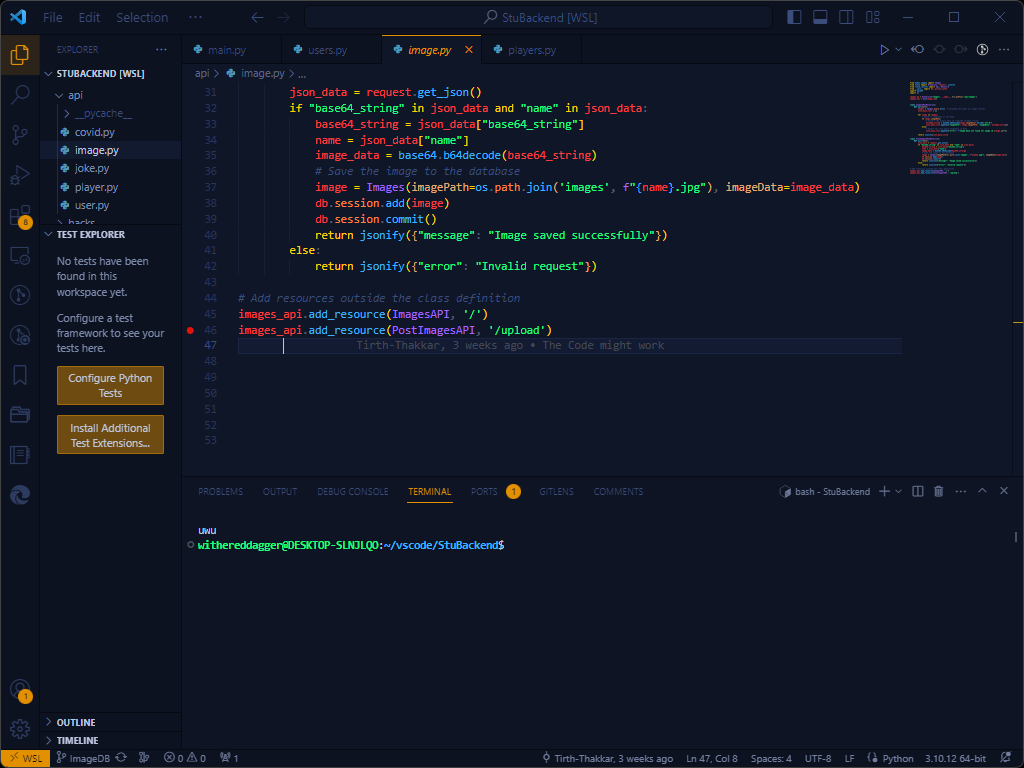 File Edit Selection ··· StuBackend [WSL]
EXPLORER ···
main.py users.py image.py players.py
STUBACKEND [WSL]
api > image.py > ...
api
__pycache__
covid.py
image.py
joke.py
player.py
user.py
hacks
TEST EXPLORER
No tests have been
found in this
workspace yet.
Configure a test
framework to see your
tests here.
Configure Python
Tests
Install Additional
Test Extensions...
OUTLINE
TIMELINE
8
1
31 json_data = request.get_json()
32 if "base64_string" in json_data and "name" in json_data:
33 base64_string = json_data["base64_string"]
34 name = json_data["name"]
35 image_data = base64.b64decode(base64_string)
36 # Save the image to the database
37 image = Images(imagePath=os.path.join('images', f"{name}.jpg"), imageData=image_data)
38 db.session.add(image)
39 db.session.commit()
40 return jsonify({"message": "Image saved successfully"})
41 else:
42 return jsonify({"error": "Invalid request"})
43
44 # Add resources outside the class definition
45 images_api.add_resource(ImagesAPI, '/')
46 images_api.add_resource(PostImagesAPI, '/upload')
47 Tirth-Thakkar, 3 weeks ago • The Code might work
48
49
50
51
52
53
PROBLEMS OUTPUT DEBUG CONSOLE TERMINAL PORTS 1 GITLENS COMMENTS bash - StuBackend
uwu
withereddagger@DESKTOP-SLNJLQO:~/vscode/StuBackend$
WSL ImageDB 0 0 1 Tirth-Thakkar, 3 weeks ago Ln 47, Col 8 Spaces: 4 UTF-8 LF Python 3.10.12 64-bit